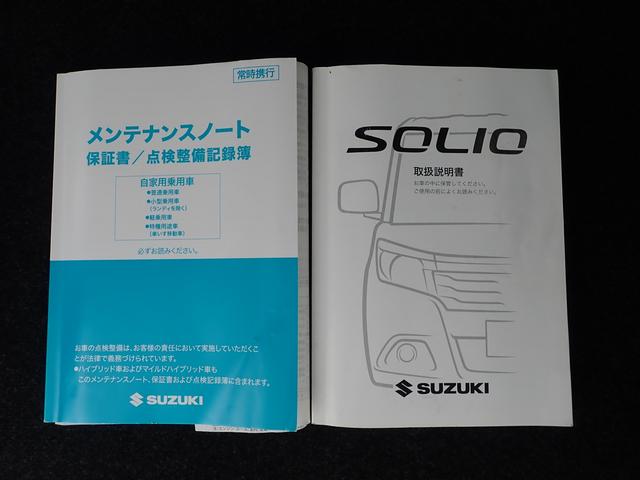 常時携行
メンテナンスノート
保証書／点検整備記録簿
自家用乗用車
●普通乗用車
●小型乗用車
(ランディを除く)
●軽乗用車
●特種用途車
(車いす移動車)
必ずお読みください。
お車の点検整備は、お客様の責任において実施していただくこ
とが法律で義務づけられています。
●ハイブリッド車およびマイルドハイブリッド車も
このメンテナンスノート、保証書および点検記録簿に含まれます。
SUZUKI
SOLIO
取扱説明書
お車の中に保管してください。
ご使用の前によくお読みください。
SUZUKI